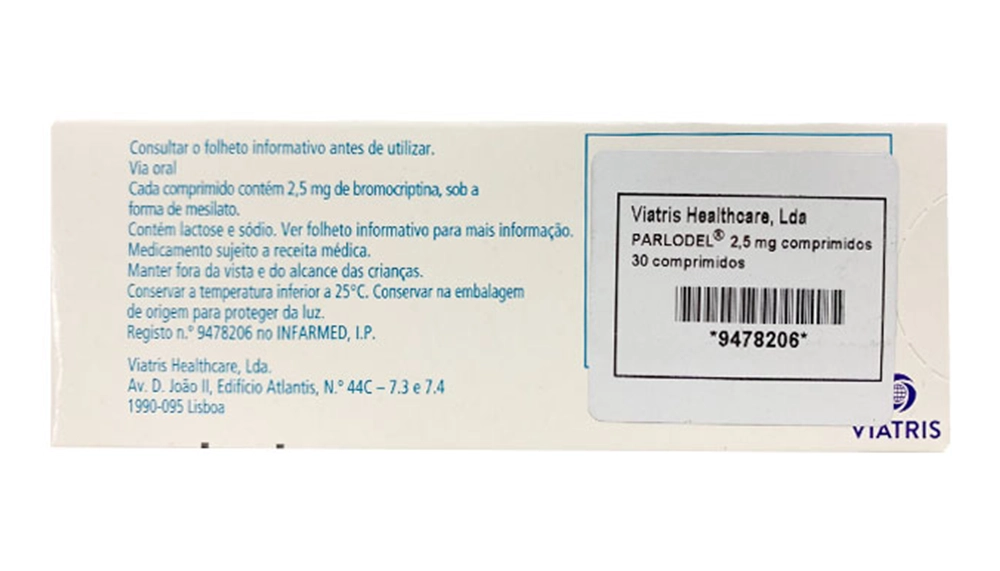 Consultar o folheto informativo antes de utilizar.
Via oral
Cada comprimido contém 2,5 mg de bromocriptina, sob a
forma de mesilato.
Contém lactose e sódio. Ver folheto informativo para mais informação.
Medicamento sujeito a receita médica.
Manter fora da vista e do alcance das crianças.
Conservar a temperatura inferior a 25°C. Conservar na embalagem
de origem para proteger da luz.
Registo n.º 9478206 no INFARMED, I.P.
Viatris Healthcare, Lda.
Av. D. João II, Edifício Atlantis, N.º 44C – 7.3 e 7.4
1990-095 Lisboa
Viatris Healthcare, Lda
PARLODEL® 2,5 mg comprimidos
30 comprimidos
*9478206*
VIATRIS